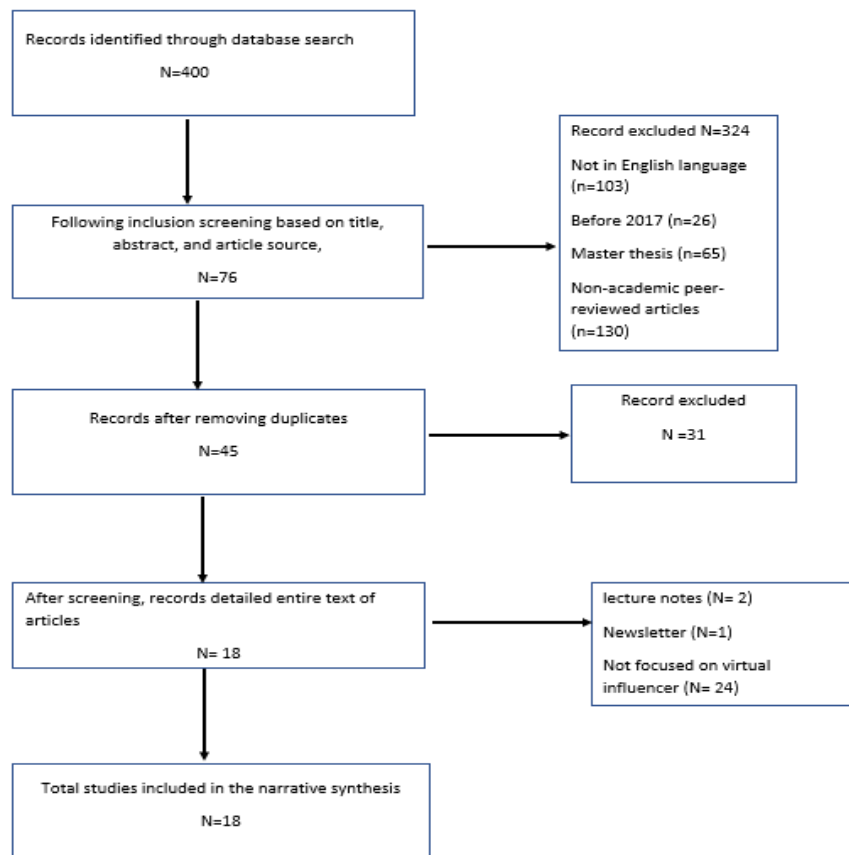 Records identified through database search
N=400
Record excluded N=324
Not in English language
(n=103)
Before 2017 (n=26)
Master thesis (n=65)
Non-academic peer-
reviewed articles
(n=130)
Following inclusion screening based on title,
abstract, and article source,
N=76
Records after removing duplicates
N=45
Record excluded
N =31
After screening, records detailed entire text of
articles
N= 18
lecture notes (N= 2)
Newsletter (N=1)
Not focused on virtual
influencer (N= 24)
Total studies included in the narrative synthesis
N=18